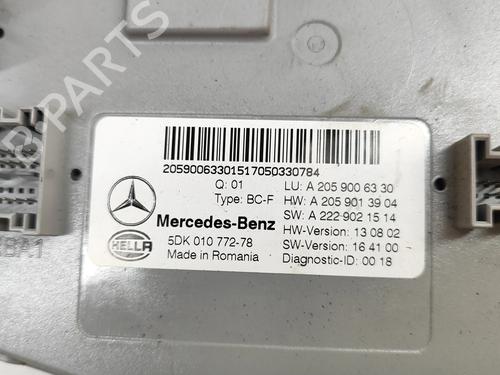 B-PARTS
20590063301517050330784
Q: 01
LU: A 205 900 63 30
Type: BC-F
H.W: A 205 901 39 04
SW: A 222 902 15 14
Mercedes-Benz
HW-Version: 13 08 02
HELLA
5DK 010 772-78
SW-Version: 16 41 00
Made in Romania
Diagnostic-ID: 00 18